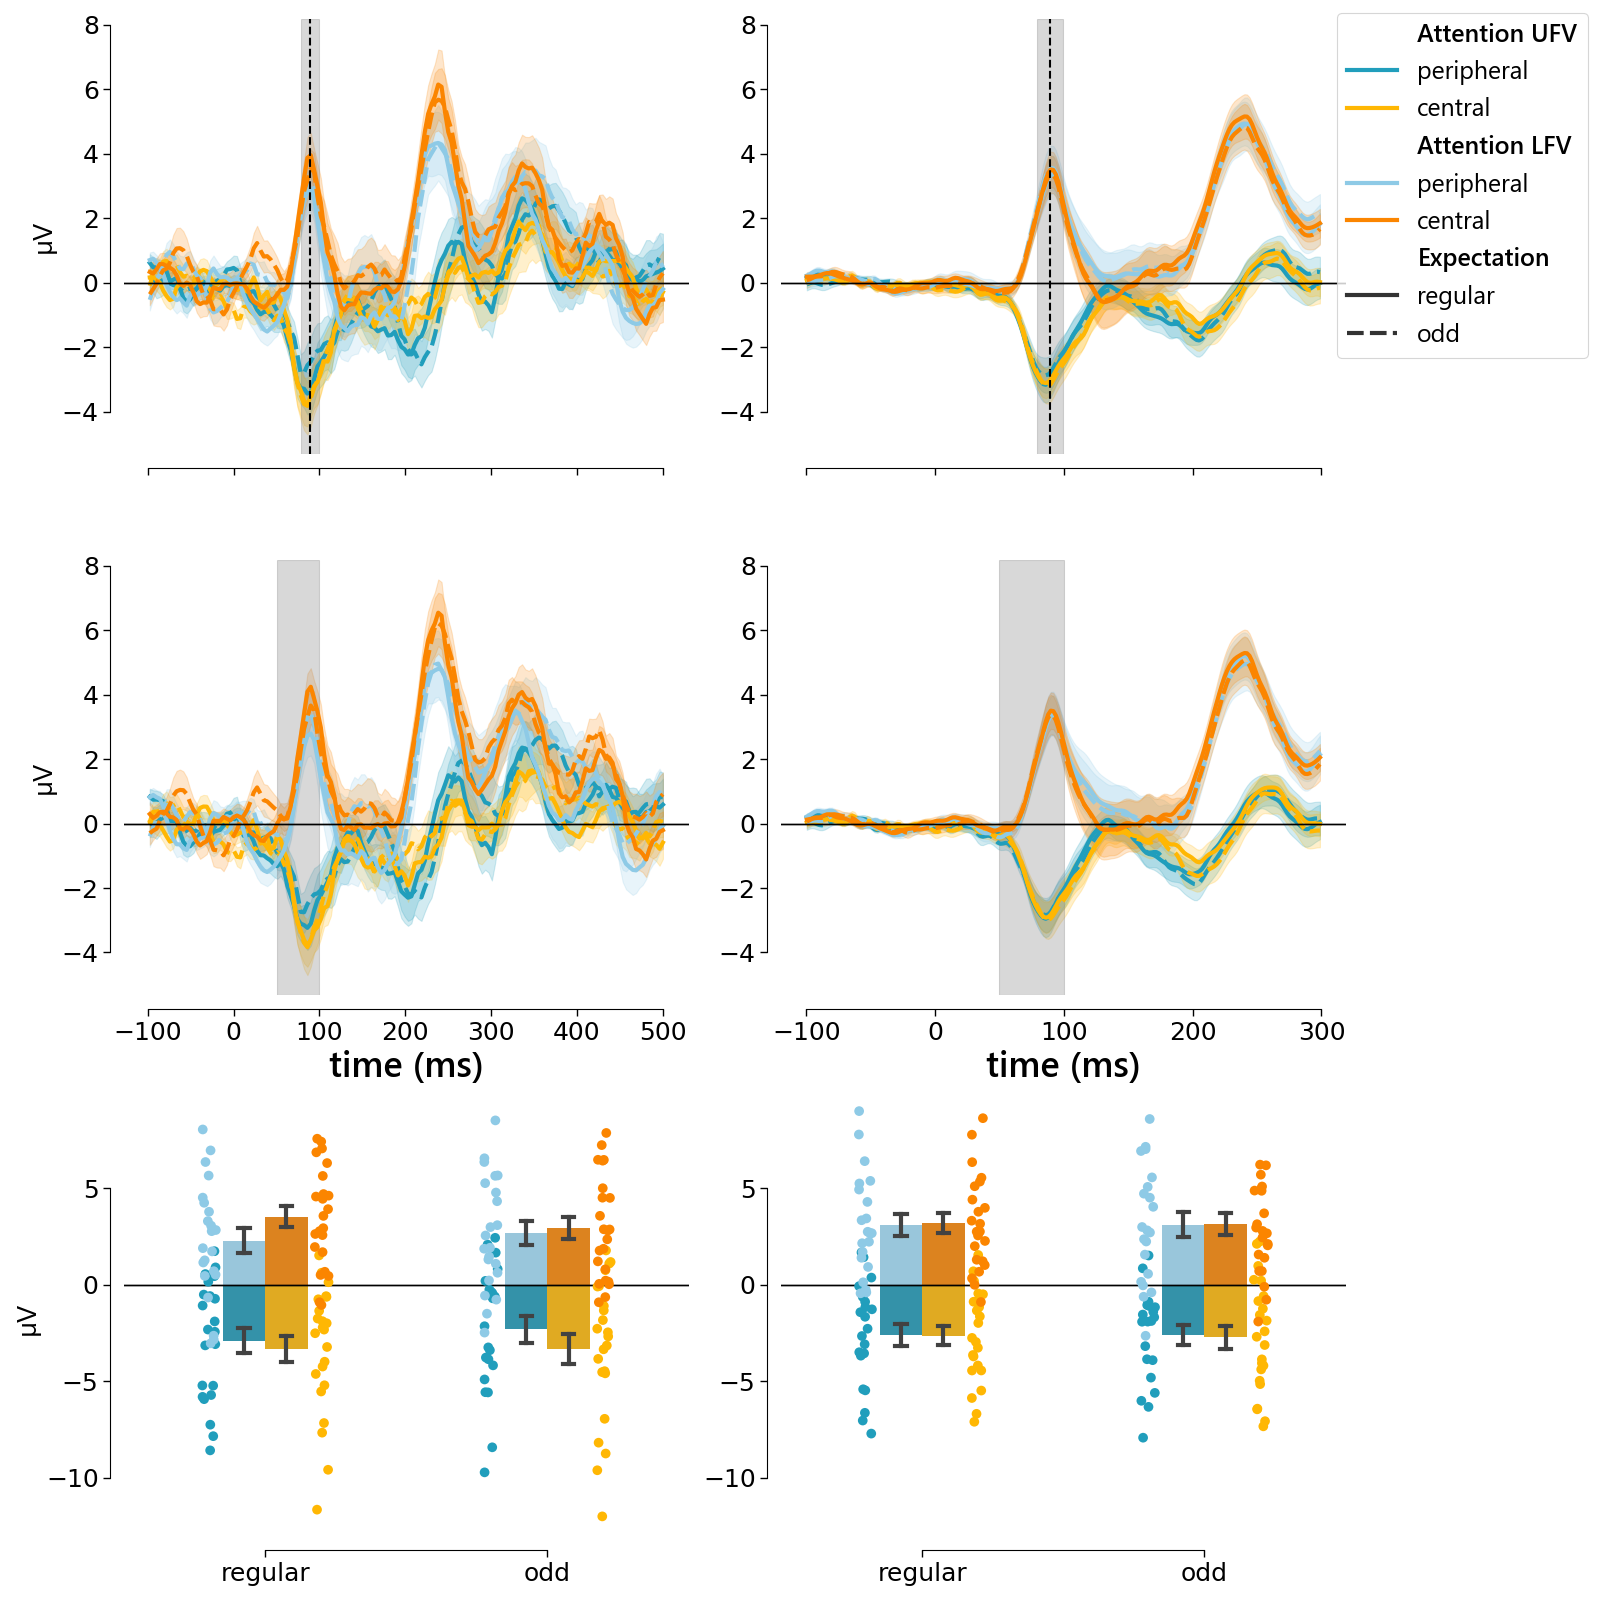 8
6
4
2
0
−2
−4
µV
8
6
4
2
0
−2
−4
Attention UFV
peripheral
central
Attention LFV
peripheral
central
Expectation
regular
odd
8
6
4
2
0
−2
−4
µV
−100 0 100 200 300 400 500
time (ms)
8
6
4
2
0
−2
−4
−100 0 100 200 300
time (ms)
5
0
−5
−10
µV
regular odd
5
0
−5
−10
regular odd